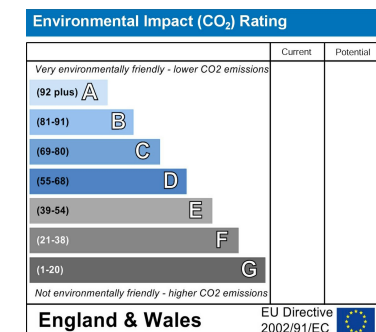 Environmental Impact (CO₂) Rating
Current Potential
Very environmentally friendly - lower CO2 emissions
(92 plus) A
(81-91) B
(69-80) C
(55-68) D
(39-54) E
(21-38) F
(1-20) G
Not environmentally friendly - higher CO2 emissions
England & Wales
EU Directive
2002/91/EC